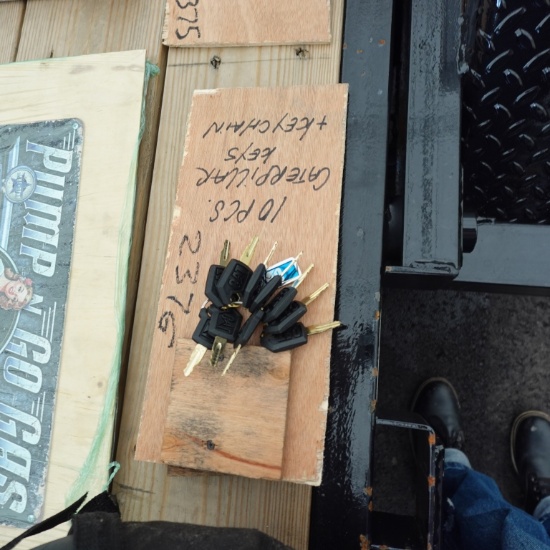 375
2376
10 PCS.
CATERPILLAR
KEYS
+ KEYCHAIN
PUMP N GO GAS